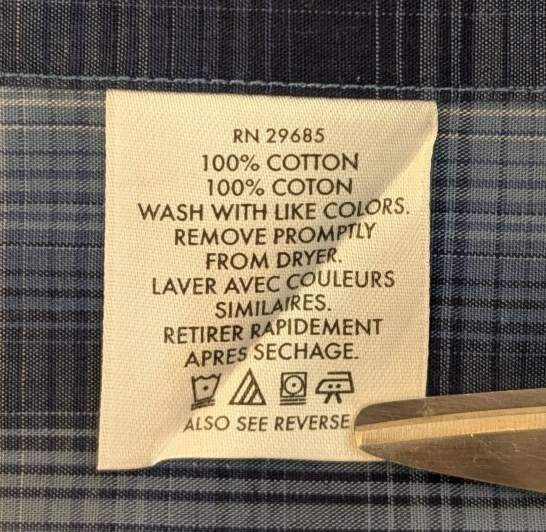 RN 29685
100% COTTON
100% COTON
WASH WITH LIKE COLORS.
REMOVE PROMPTLY
FROM DRYER.
LAVER AVEC COULEURS
SIMILAIRES.
RETIRER RAPIDEMENT
APRES SECHAGE.
ALSO SEE REVERSE